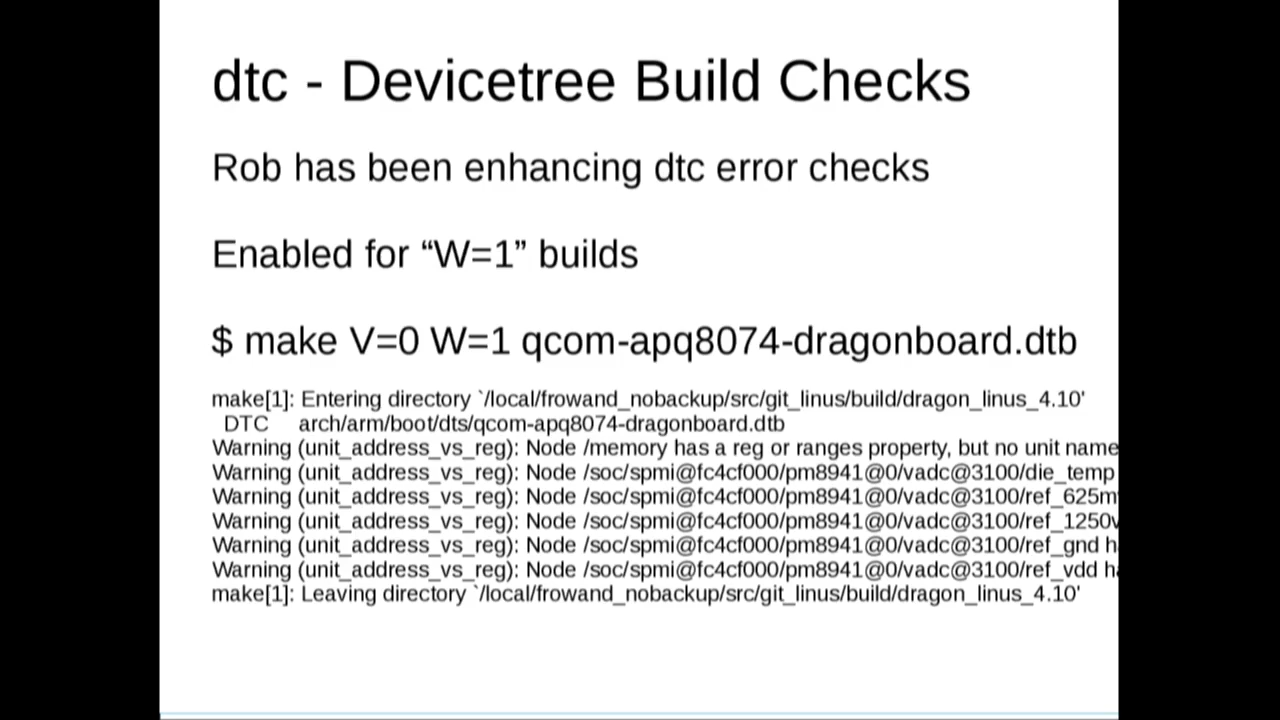 dtc - Devicetree Build Checks
Rob has been enhancing dtc error checks
Enabled for “W=1” builds
$ make V=0 W=1 qcom-apq8074-dragonboard.dtb
make[1]: Entering directory `/local/frowand_nobackup/src/git_linus/build/dragon_linus_4.10'
DTC arch/arm/boot/dts/qcom-apq8074-dragonboard.dtb
Warning (unit_address_vs_reg): Node /memory has a reg or ranges property, but no unit name
Warning (unit_address_vs_reg): Node /soc/spmi@fc4cf000/pm8941@0/vadc@3100/die_temp
Warning (unit_address_vs_reg): Node /soc/spmi@fc4cf000/pm8941@0/vadc@3100/ref_625m
Warning (unit_address_vs_reg): Node /soc/spmi@fc4cf000/pm8941@0/vadc@3100/ref_1250v
Warning (unit_address_vs_reg): Node /soc/spmi@fc4cf000/pm8941@0/vadc@3100/ref_gnd
Warning (unit_address_vs_reg): Node /soc/spmi@fc4cf000/pm8941@0/vadc@3100/ref_vdd
make[1]: Leaving directory `/local/frowand_nobackup/src/git_linus/build/dragon_linus_4.10'